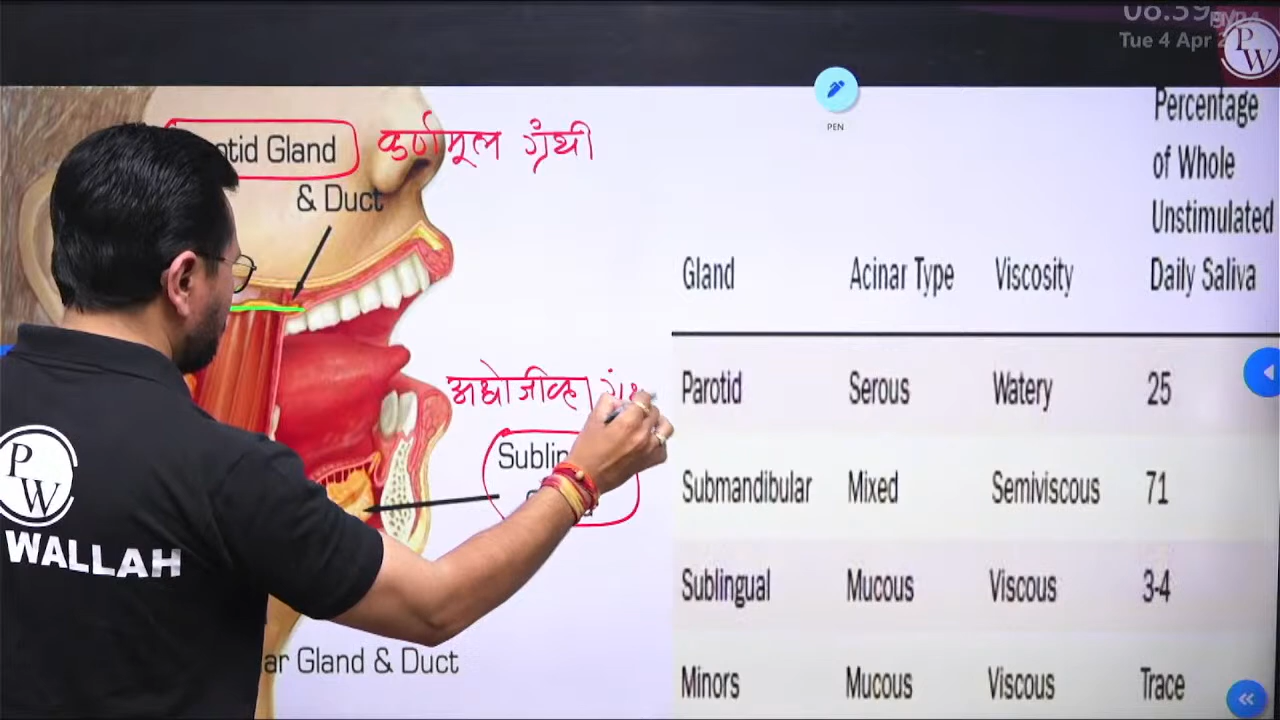 Tue 4 Apr
PW
PEN
otid Gland
कर्णमूल ग्रंथी
& Duct
अधोजीव्हा
Sublin
ar Gland & Duct
PW
WALLAH
Percentage
of Whole
Unstimulated
Gland Acinar Type Viscosity Daily Saliva
Parotid Serous Watery 25
Submandibular Mixed Semiviscous 71
Sublingual Mucous Viscous 3-4
Minors Mucous Viscous Trace